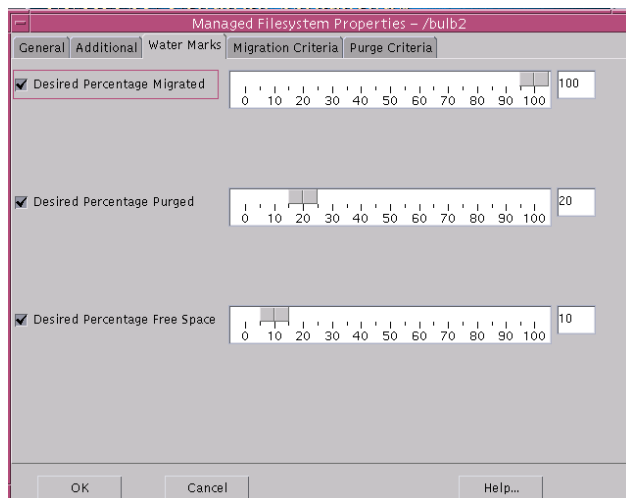 Managed Filesystem Properties - /bulb2
General Additional Water Marks Migration Criteria Purge Criteria
Desired Percentage Migrated 100
0 10 20 30 40 50 60 70 80 90 100
Desired Percentage Purged 20
0 10 20 30 40 50 60 70 80 90 100
Desired Percentage Free Space 10
0 10 20 30 40 50 60 70 80 90 100
OK Cancel Help...